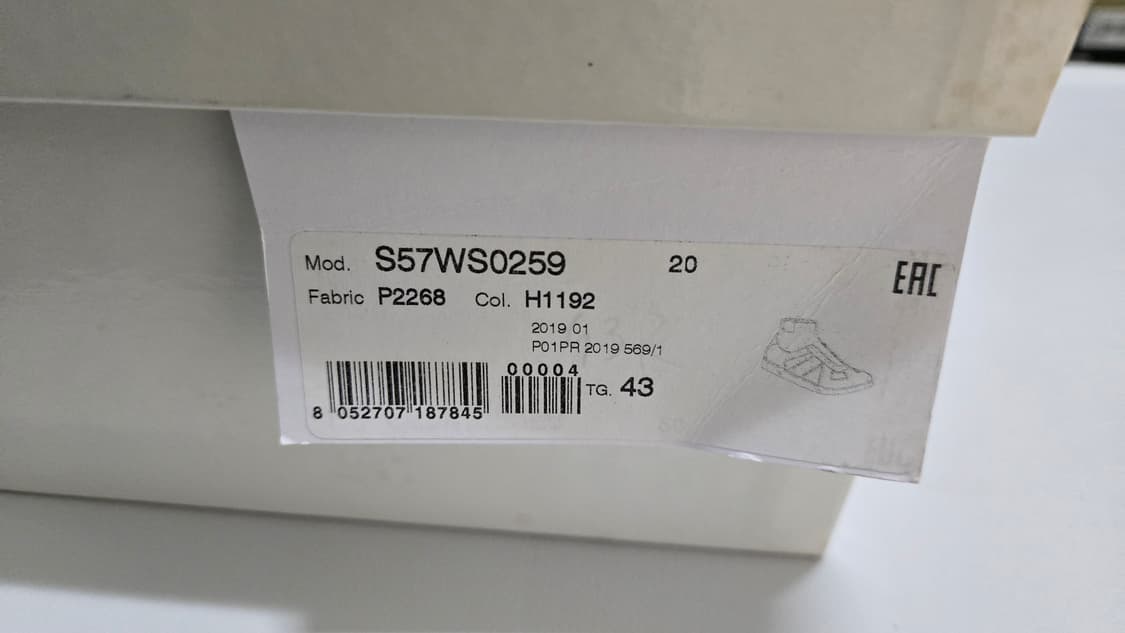 Mod. S57WS0259 20
EAC
Fabric P2268 Col. H1192
2019 01
P01PR 2019 569/1
00004
TG. 43
8 052707 187845